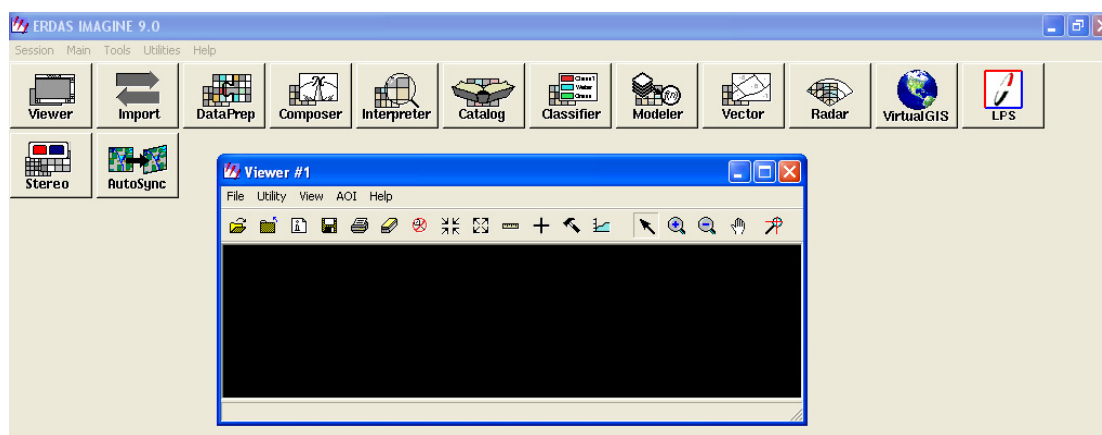 ERDAS IMAGINE 9.0
Session Main Tools Utilities Help
Viewer Import DataPrep Composer Interpreter Catalog Classifier Modeler Vector Radar VirtualGIS LPS
Stereo AutoSync
Viewer #1
File Utility View AOI Help